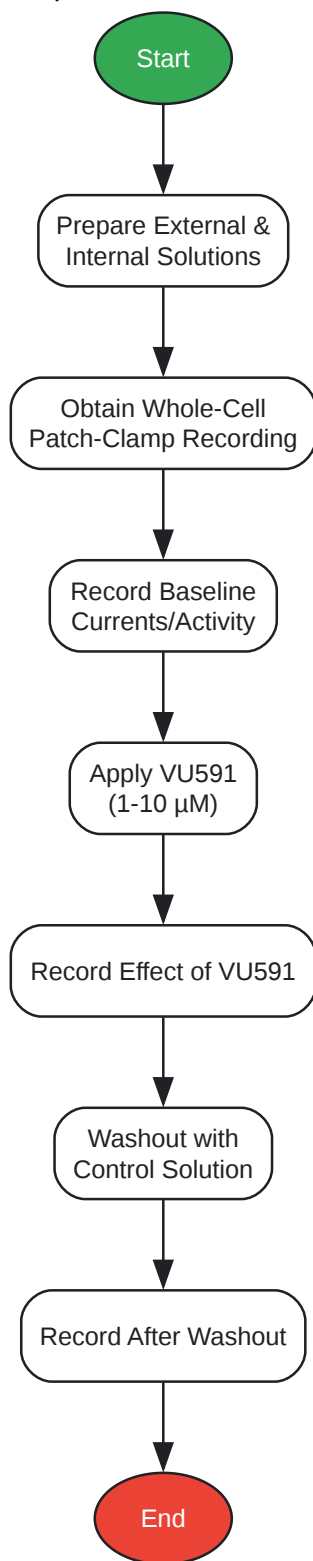 Start
Prepare External &
Internal Solutions
Obtain Whole-Cell
Patch-Clamp Recording
Record Baseline
Currents/Activity
Apply VU591
(1-10 µM)
Record Effect of VU591
Washout with
Control Solution
Record After Washout
End